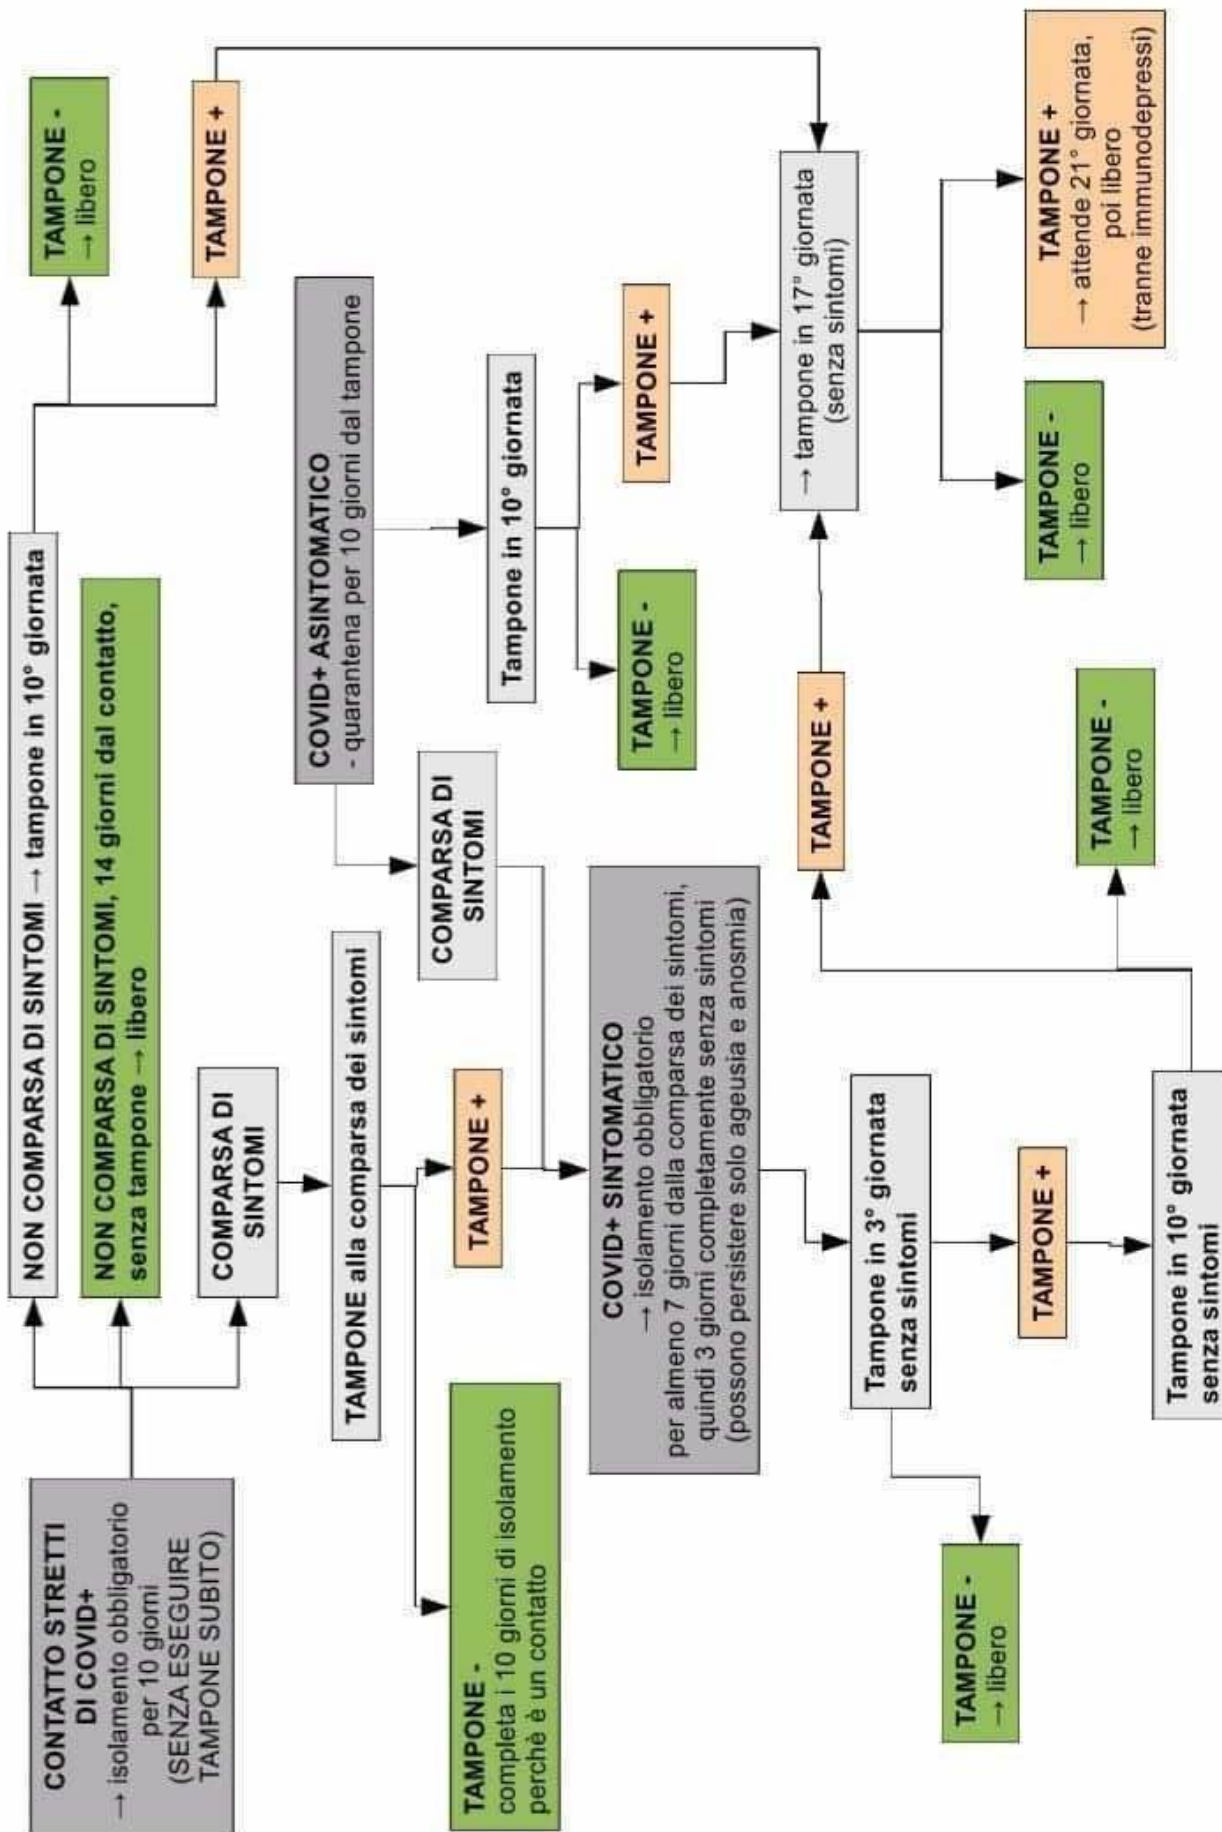 CONTATTO STRETTI
DI COVID+
→ isolamento obbligatorio
per 10 giorni
(SENZA ESEGUIRE
TAMPONE SUBITO)
NON COMPARSA DI SINTOMI → tampone in 10° giornata
NON COMPARSA DI SINTOMI, 14 giorni dal contatto,
senza tampone → libero
COMPARSA DI
SINTOMI
TAMPONE -
→ libero
TAMPONE +
TAMPONE alla comparsa dei sintomi
TAMPONE -
completa i 10 giorni di isolamento
perchè è un contatto
TAMPONE +
COVID+ ASINTOMATICO
- quarantena per 10 giorni dal tampone
COMPARSA DI
SINTOMI
Tampone in 10° giornata
TAMPONE -
→ libero
TAMPONE +
COVID+ SINTOMATICO
→ isolamento obbligatorio
per almeno 7 giorni dalla comparsa dei sintomi,
quindi 3 giorni completamente senza sintomi
(possono persistere solo ageusia e anosmia)
→ tampone in 17° giornata
(senza sintomi)
Tampone in 3° giornata
senza sintomi
TAMPONE +
TAMPONE -
→ libero
TAMPONE +
Tampone in 10° giornata
senza sintomi
TAMPONE -
→ libero
TAMPONE -
→ libero
TAMPONE +
→ attende 21° giornata,
poi libero
(tranne immunodepressi)